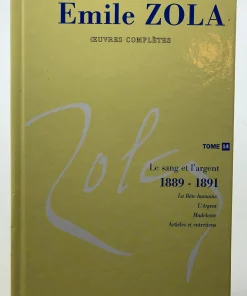 Emile ZOLA
ŒUVRES COMPLÈTES
TOME 14
Le sang et l'argent
1889 - 1891
La Bête humaine
L'Argent
Madeleine
Articles et entretiens
Zola